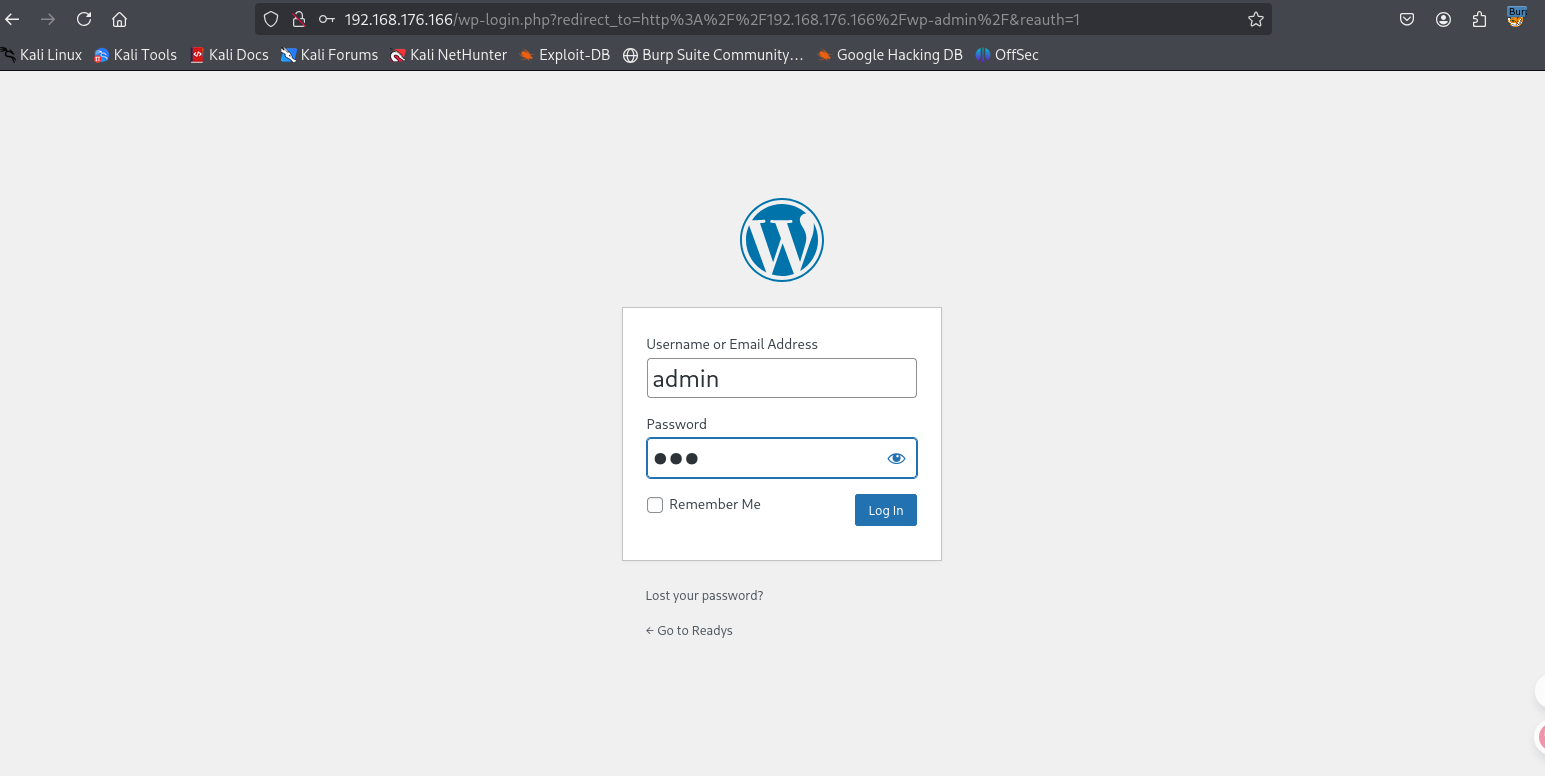 192.168.176.166/wp-login.php?redirect_to=http%3A%2F%2F192.168.176.166%2Fwp-admin%2F&reauth=1
Burp
Kali Linux Kali Tools Kali Docs Kali Forums Kali NetHunter Exploit-DB Burp Suite Community… Google Hacking DB OffSec
Username or Email Address
admin
Password
Remember Me
Log In
Lost your password?
← Go to Readys